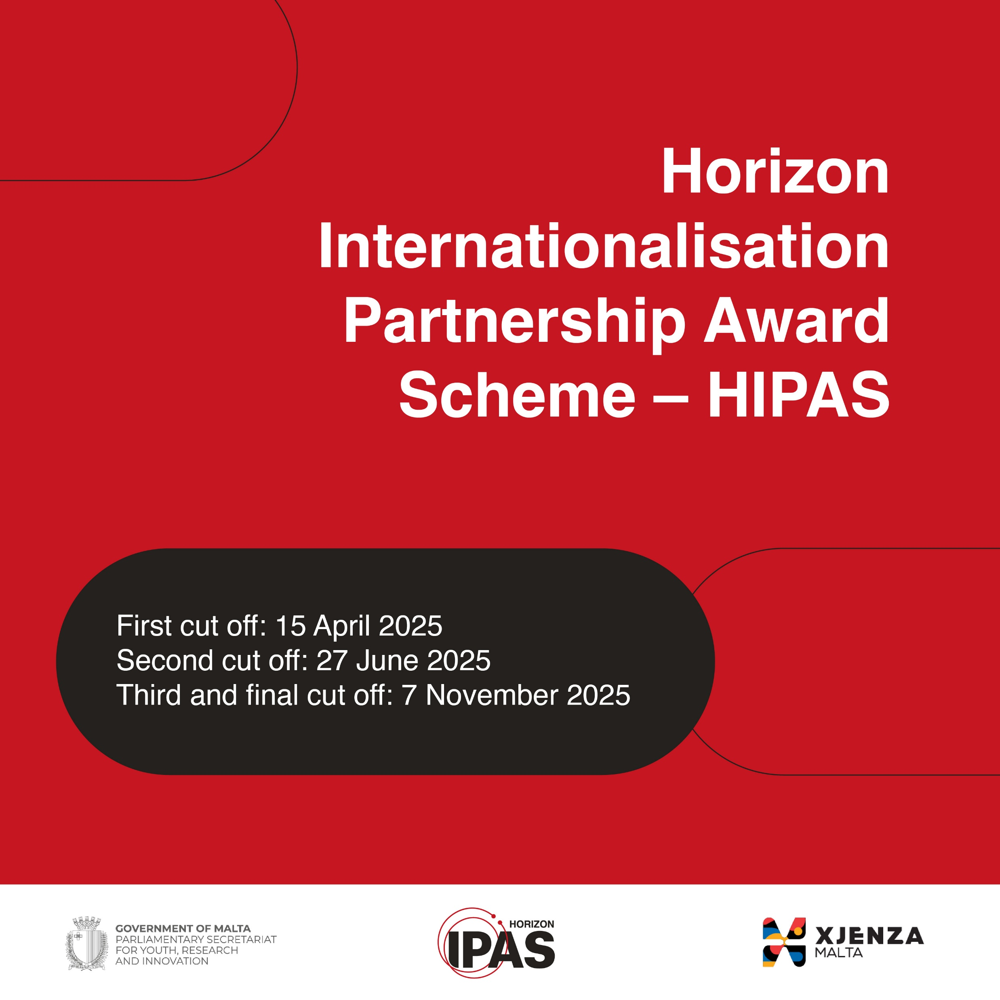 Horizon
Internationalisation
Partnership Award
Scheme – HIPAS
First cut off: 15 April 2025
Second cut off: 27 June 2025
Third and final cut off: 7 November 2025
GOVERNMENT OF MALTA
PARLIAMENTARY SECRETARIAT
FOR YOUTH, RESEARCH
AND INNOVATION
HORIZON
IPAS
XJENZA
MALTA